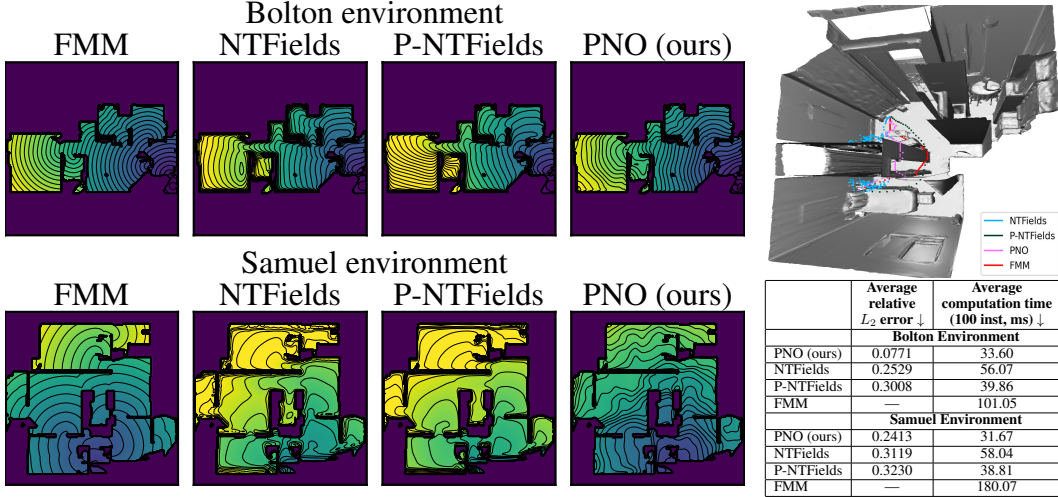 Bolton environment
FMM NTFields P-NTFields PNO (ours)
Samuel environment
FMM NTFields P-NTFields PNO (ours)
NTFields
P-NTFields
PNO
FMM
Average relative L₂ error ↓ Average computation time (100 inst, ms) ↓
Bolton Environment
PNO (ours) 0.0771 33.60
NTFields 0.2529 56.07
P-NTFields 0.3008 39.86
FMM — 101.05
Samuel Environment
PNO (ours) 0.2413 31.67
NTFields 0.3119 58.04
P-NTFields 0.3230 38.81
FMM — 180.07